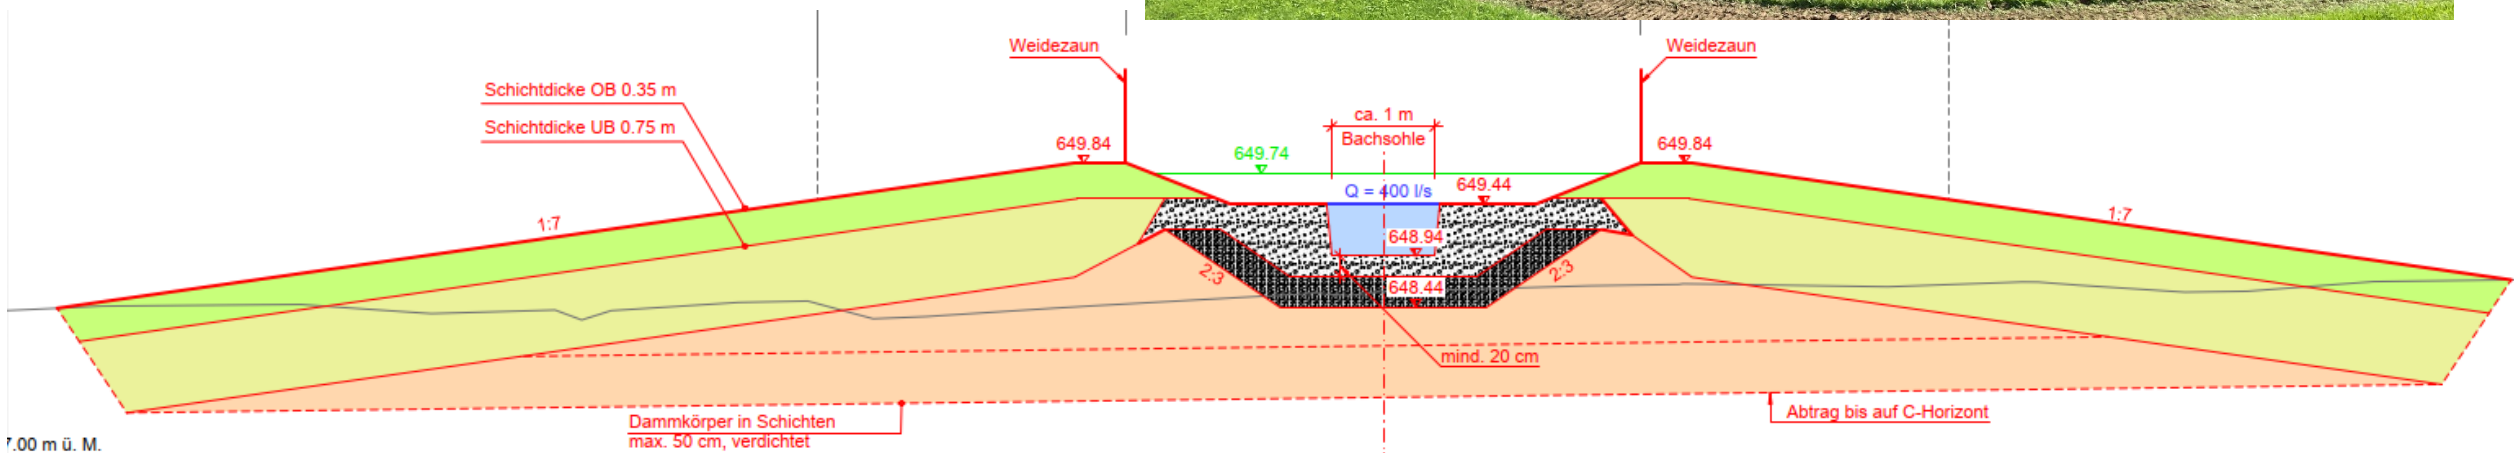 Weidezaun
Weidezaun
Schichtdicke OB 0.35 m
ca. 1 m
Schichtdicke UB 0.75 m
Bachsohle
649.84
649.74
649.84
Q = 400 l/s
649.44
1:7
1:7
648.94
2:3
2:3
648.44
mind. 20 cm
Dammkörper in Schichten
max. 50 cm, verdichtet
Abtrag bis auf C-Horizont
7.00 m ü. M.